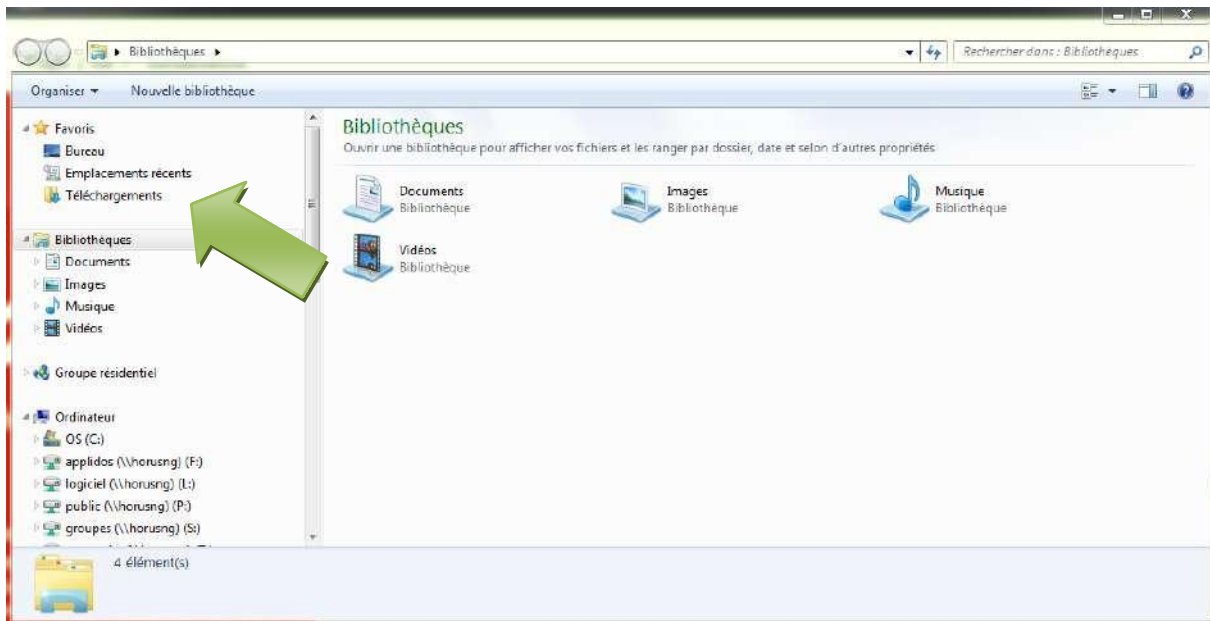 Bibliothèques
Rechercher dans : Bibliothèques
Organiser
Nouvelle bibliothèque
Favoris
Bureau
Emplacements récents
Téléchargements
Bibliothèques
Documents
Images
Musique
Vidéos
Groupe résidentiel
Ordinateur
OS (C:)
applidos (\\horusng) (F:)
logiciel (\\horusng) (L:)
public (\\horusng) (P:)
groupes (\\horusng) (S:)
Bibliothèques
Ouvrir une bibliothèque pour afficher vos fichiers et les ranger par dossier, date et selon d'autres propriétés
Documents
Bibliothèque
Images
Bibliothèque
Musique
Bibliothèque
Vidéos
Bibliothèque
4 élément(s)